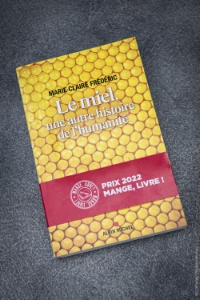 MARIE-CLAIRE FRÉDÉRIC
Le miel,
une autre histoire
de l'humanité
PRIX 2022
MANGE, LIVRE !
ALBIN MICHEL